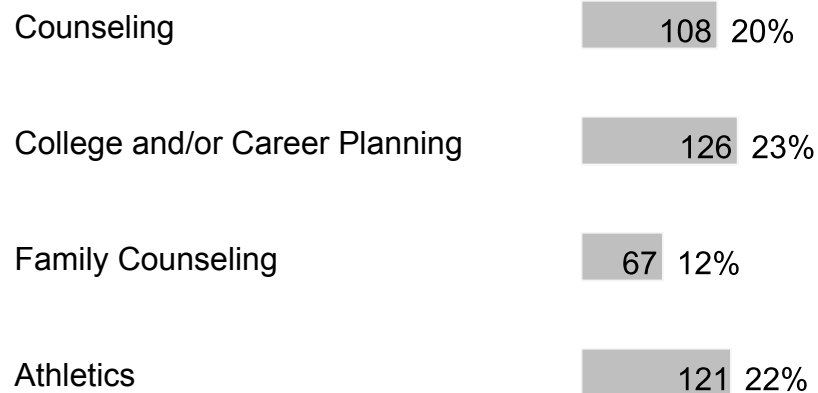 Counseling 108 20%
College and/or Career Planning 126 23%
Family Counseling 67 12%
Athletics 121 22%